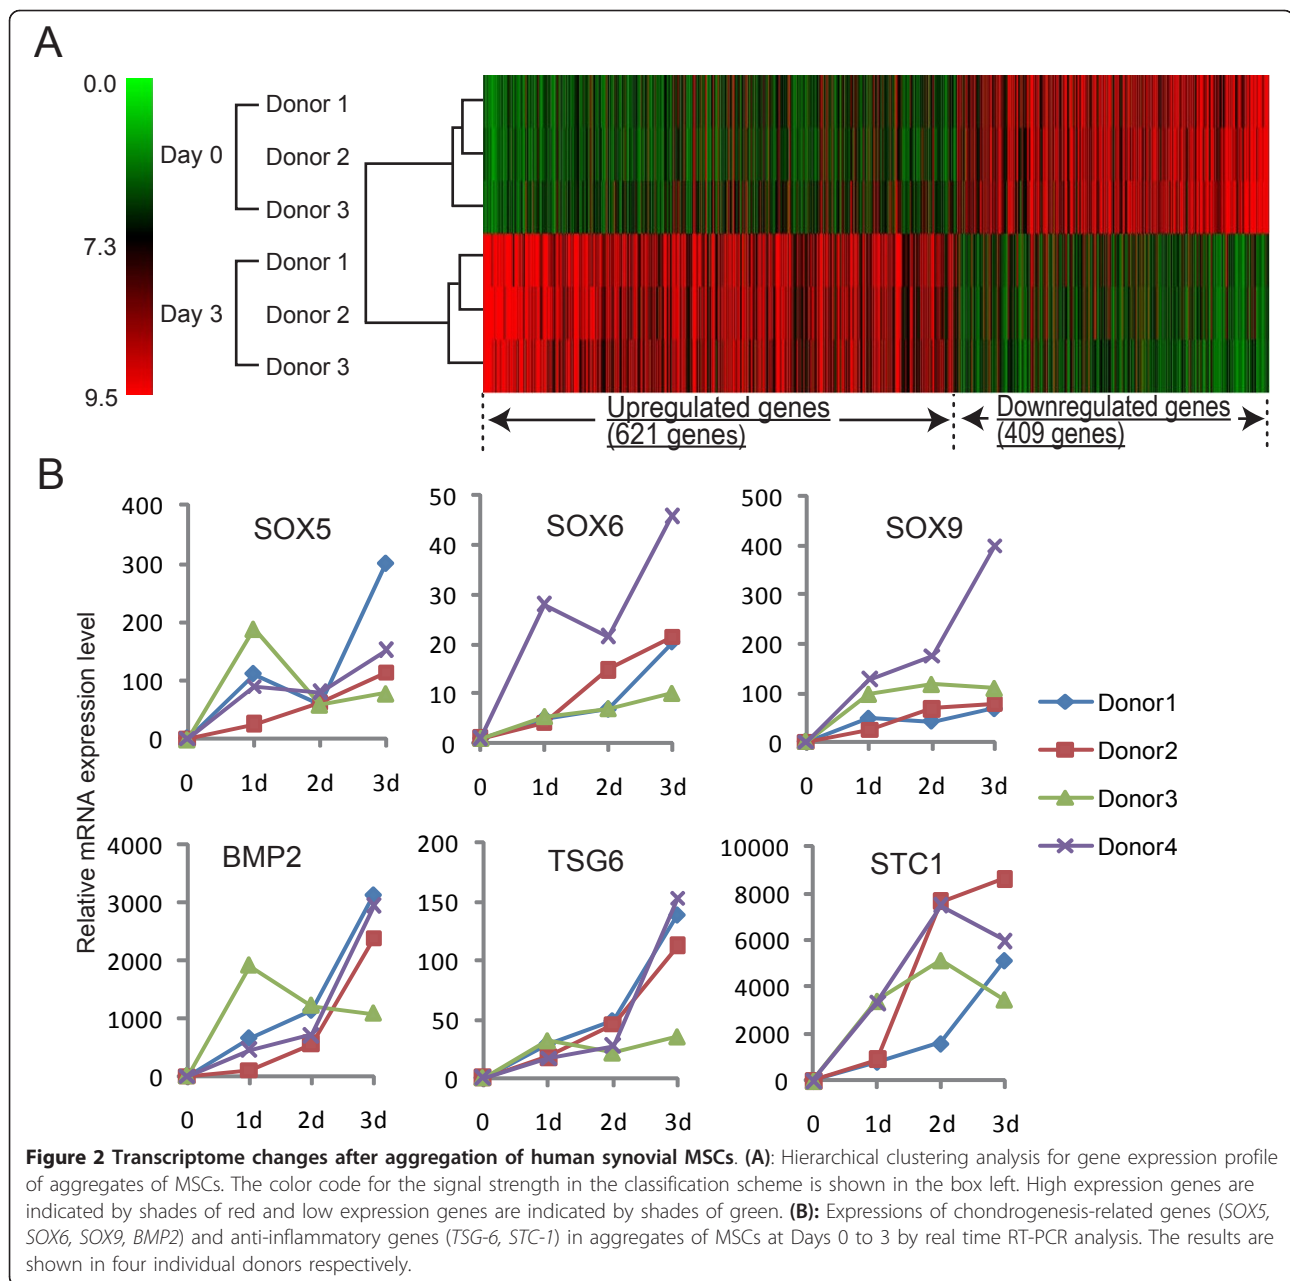 A
0.0
7.3
9.5
Day 0
Day 3
Donor 1
Donor 2
Donor 3
Donor 1
Donor 2
Donor 3
Upregulated genes
(621 genes)
Downregulated genes
(409 genes)
B
Relative mRNA expression level
SOX5
400
300
200
100
0
0 1d 2d 3d
SOX6
50
40
30
20
10
0
0 1d 2d 3d
SOX9
500
400
300
200
100
0
0 1d 2d 3d
Donor1
Donor2
Donor3
Donor4
BMP2
4000
3000
2000
1000
0
0 1d 2d 3d
TSG6
200
150
100
50
0
0 1d 2d 3d
STC1
10000
8000
6000
4000
2000
0
0 1d 2d 3d
Figure 2 Transcriptome changes after aggregation of human synovial MSCs. (A): Hierarchical clustering analysis for gene expression profile
of aggregates of MSCs. The color code for the signal strength in the classification scheme is shown in the box left. High expression genes are
indicated by shades of red and low expression genes are indicated by shades of green. (B): Expressions of chondrogenesis-related genes (SOX5,
SOX6, SOX9, BMP2) and anti-inflammatory genes (TSG-6, STC-1) in aggregates of MSCs at Days 0 to 3 by real time RT-PCR analysis. The results are
shown in four individual donors respectively.